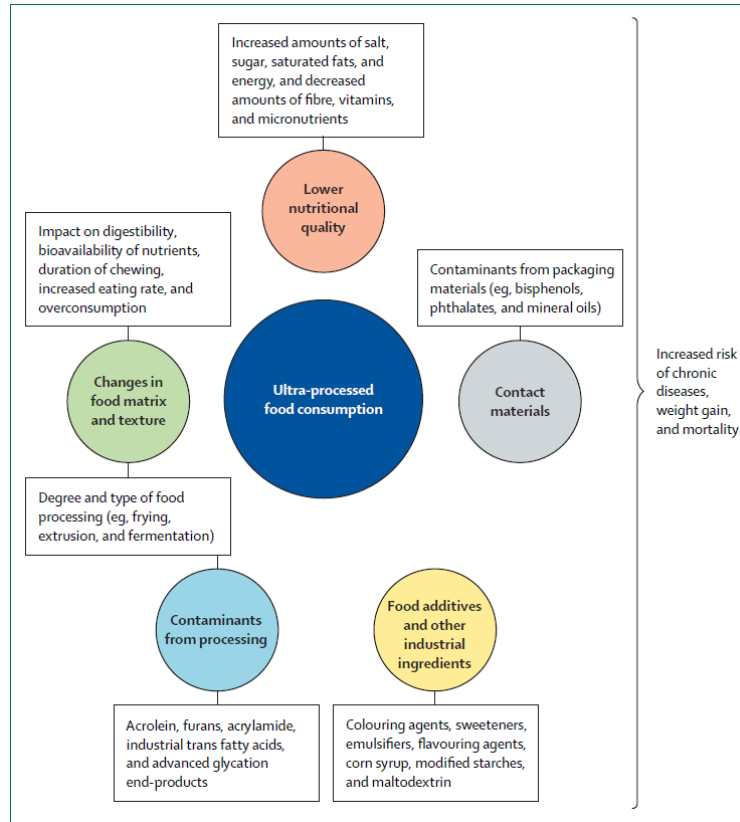 Increased amounts of salt,
sugar, saturated fats, and
energy, and decreased
amounts of fibre, vitamins,
and micronutrients
Lower
nutritional
quality
Impact on digestibility,
bioavailability of nutrients,
duration of chewing,
increased eating rate, and
overconsumption
Contaminants from packaging
materials (eg, bisphenols,
phthalates, and mineral oils)
Changes in
food matrix
and texture
Ultra-processed
food consumption
Contact
materials
Increased risk
of chronic
diseases,
weight gain,
and mortality
Degree and type of food
processing (eg, frying,
extrusion, and fermentation)
Contaminants
from processing
Food additives
and other
industrial
ingredients
Acrolein, furans, acrylamide,
industrial trans fatty acids,
and advanced glycation
end-products
Colouring agents, sweeteners,
emulsifiers, flavouring agents,
corn syrup, modified starches,
and maltodextrin